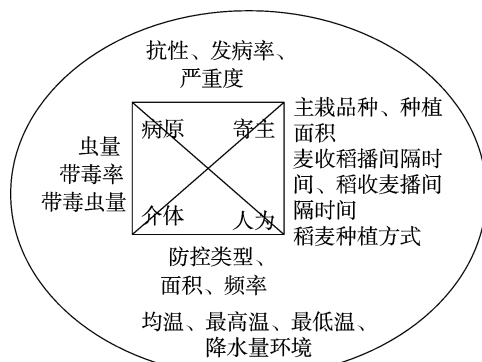 抗性、发病率、
严重度
病原
寄主
虫量
带毒率
带毒虫量
主栽品种、种植
面积
麦收稻播间隔时
间、稻收麦播间
隔时间
稻麦种植方式
介体
人为
防控类型、
面积、频率
均温、最高温、最低温、
降水量环境